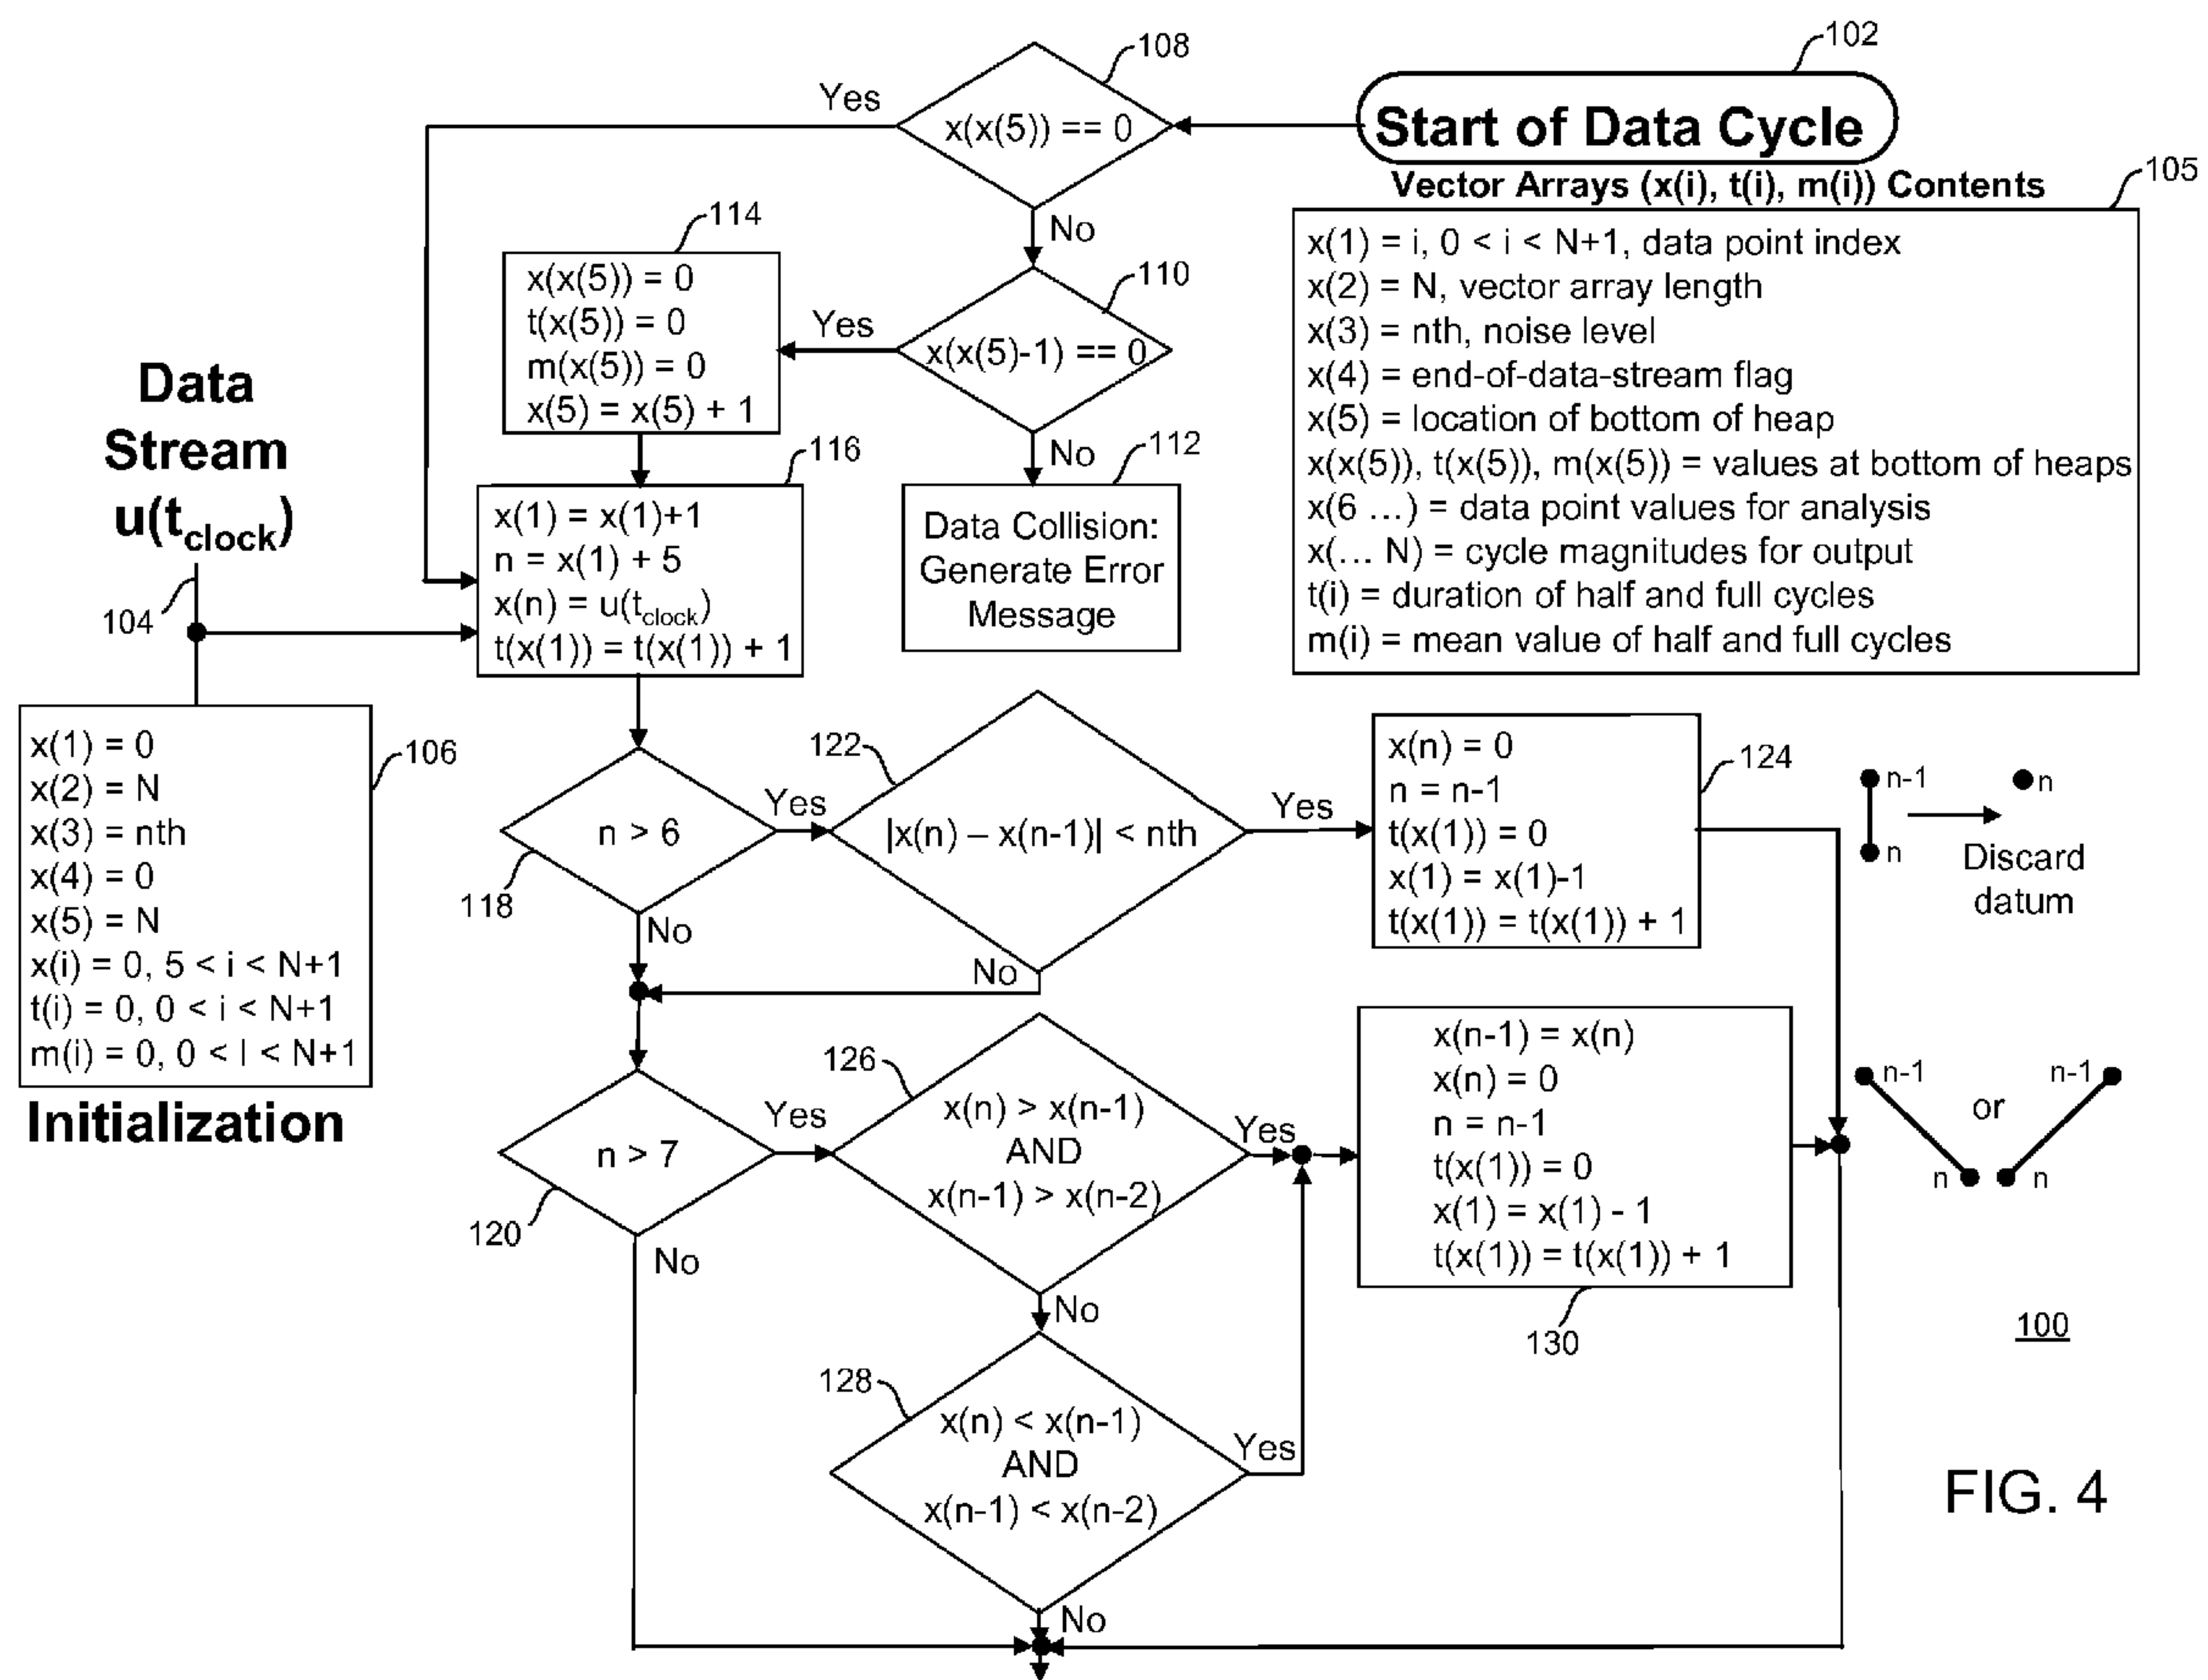 102
Start of Data Cycle
Vector Arrays (x(i), t(i), m(i)) Contents
105
x(1) = i, 0 < i < N+1, data point index
x(2) = N, vector array length
x(3) = nth, noise level
x(4) = end-of-data-stream flag
x(5) = location of bottom of heap
x(x(5)), t(x(5)), m(x(5)) = values at bottom of heaps
x(6 ...) = data point values for analysis
x(... N) = cycle magnitudes for output
t(i) = duration of half and full cycles
m(i) = mean value of half and full cycles
108
x(x(5)) == 0
Yes
No
110
x(x(5)-1) == 0
Yes
No
112
Data Collision:
Generate Error
Message
114
x(x(5)) = 0
t(x(5)) = 0
m(x(5)) = 0
x(5) = x(5) + 1
116
x(1) = x(1)+1
n = x(1) + 5
x(n) = u(tclock)
t(x(1)) = t(x(1)) + 1
Data
Stream
u(tclock)
104
106
x(1) = 0
x(2) = N
x(3) = nth
x(4) = 0
x(5) = N
x(i) = 0, 5 < i < N+1
t(i) = 0, 0 < i < N+1
m(i) = 0, 0 < I < N+1
Initialization
118
n > 6
Yes
No
122
|x(n) – x(n-1)| < nth
Yes
No
124
x(n) = 0
n = n-1
t(x(1)) = 0
x(1) = x(1)-1
t(x(1)) = t(x(1)) + 1
n-1
n
n
Discard
datum
120
n > 7
Yes
No
126
x(n) > x(n-1)
AND
x(n-1) > x(n-2)
Yes
No
128
x(n) < x(n-1)
AND
x(n-1) < x(n-2)
Yes
No
x(n-1) = x(n)
x(n) = 0
n = n-1
t(x(1)) = 0
x(1) = x(1) - 1
t(x(1)) = t(x(1)) + 1
130
n-1
n-1
or
n
n
100
FIG. 4